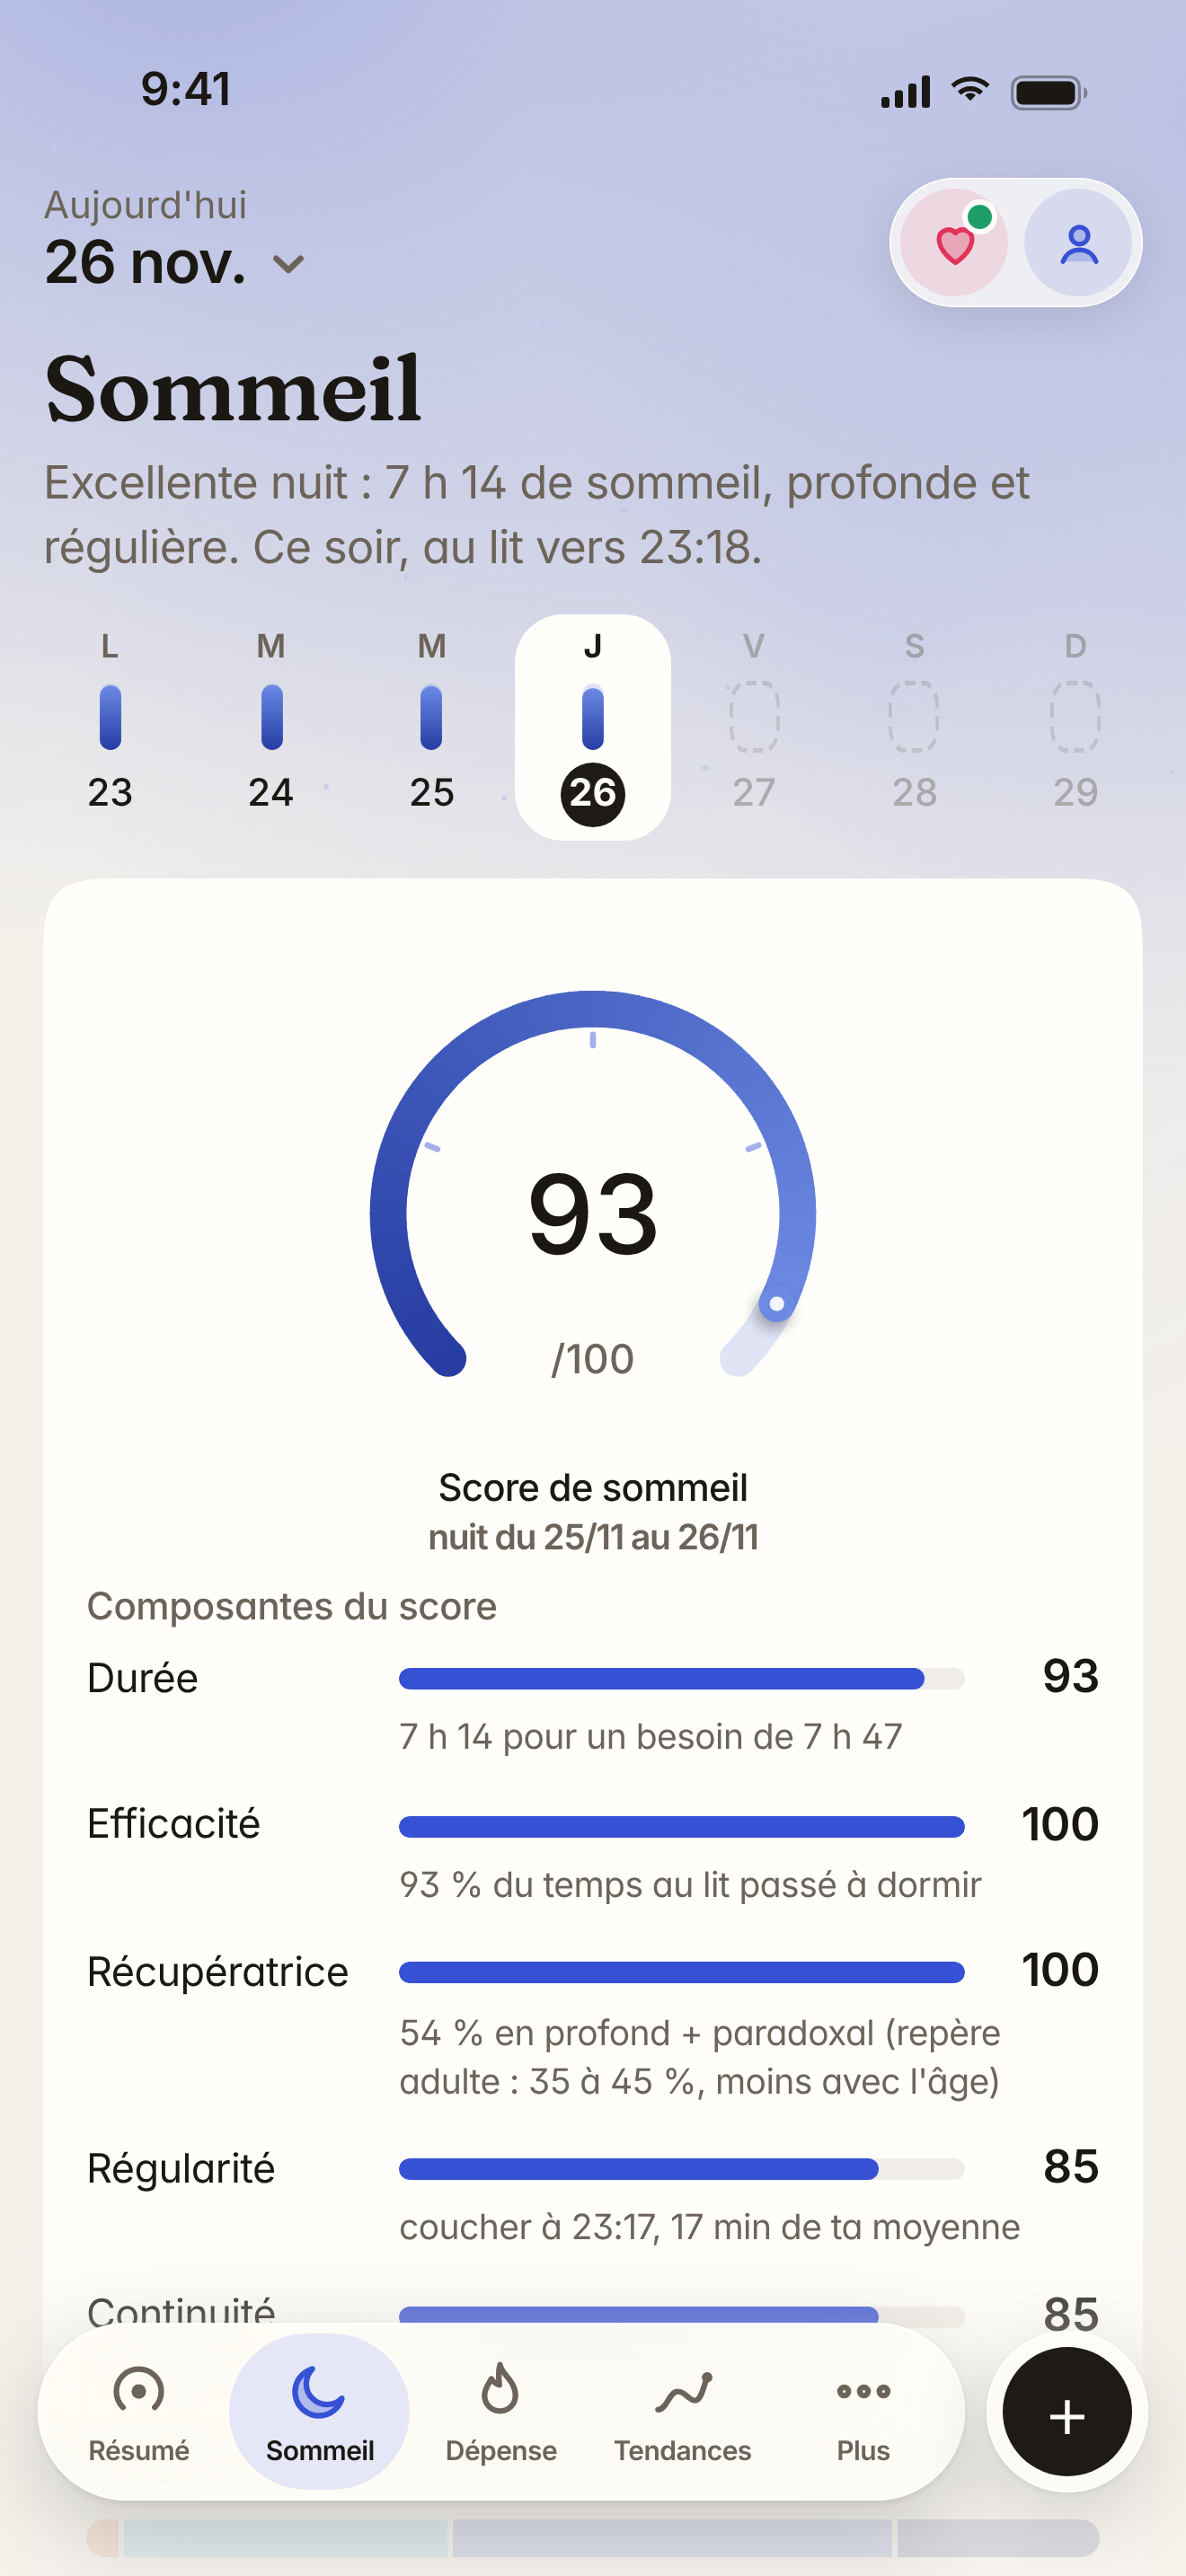 9:41
Aujourd'hui
26 nov.
Sommeil
Excellente nuit : 7 h 14 de sommeil, profonde et
régulière. Ce soir, au lit vers 23:18.
L M M J V S D
23 24 25 26 27 28 29
93
/100
Score de sommeil
nuit du 25/11 au 26/11
Composantes du score
Durée 93
7 h 14 pour un besoin de 7 h 47
Efficacité 100
93 % du temps au lit passé à dormir
Récupératrice 100
54 % en profond + paradoxal (repère
adulte : 35 à 45 %, moins avec l'âge)
Régularité 85
coucher à 23:17, 17 min de ta moyenne
Continuité 85
Résumé Sommeil Dépense Tendances Plus